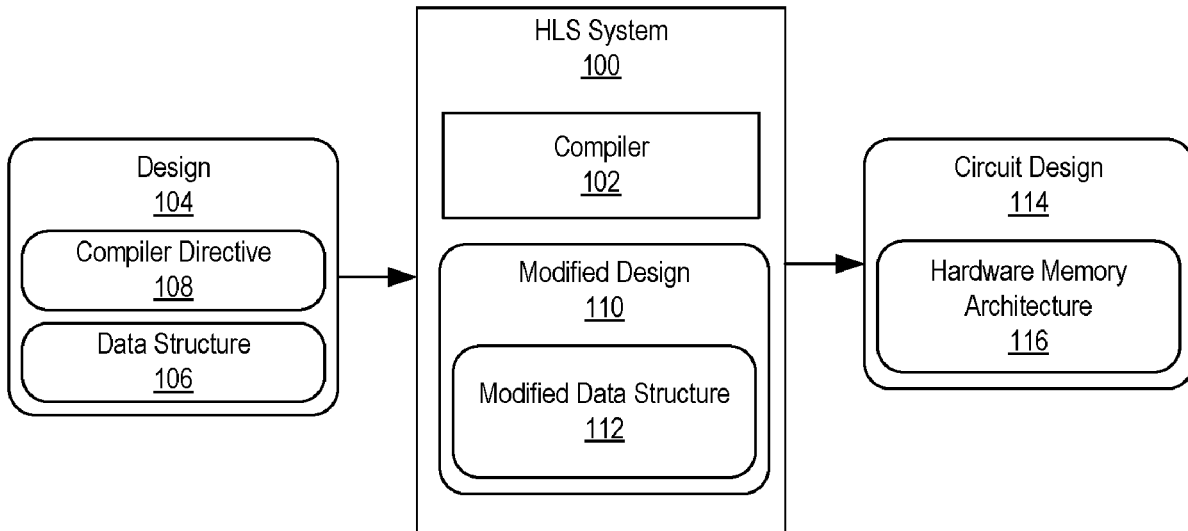 Design
104
Compiler Directive
108
Data Structure
106
HLS System
100
Compiler
102
Modified Design
110
Modified Data Structure
112
Circuit Design
114
Hardware Memory
Architecture
116